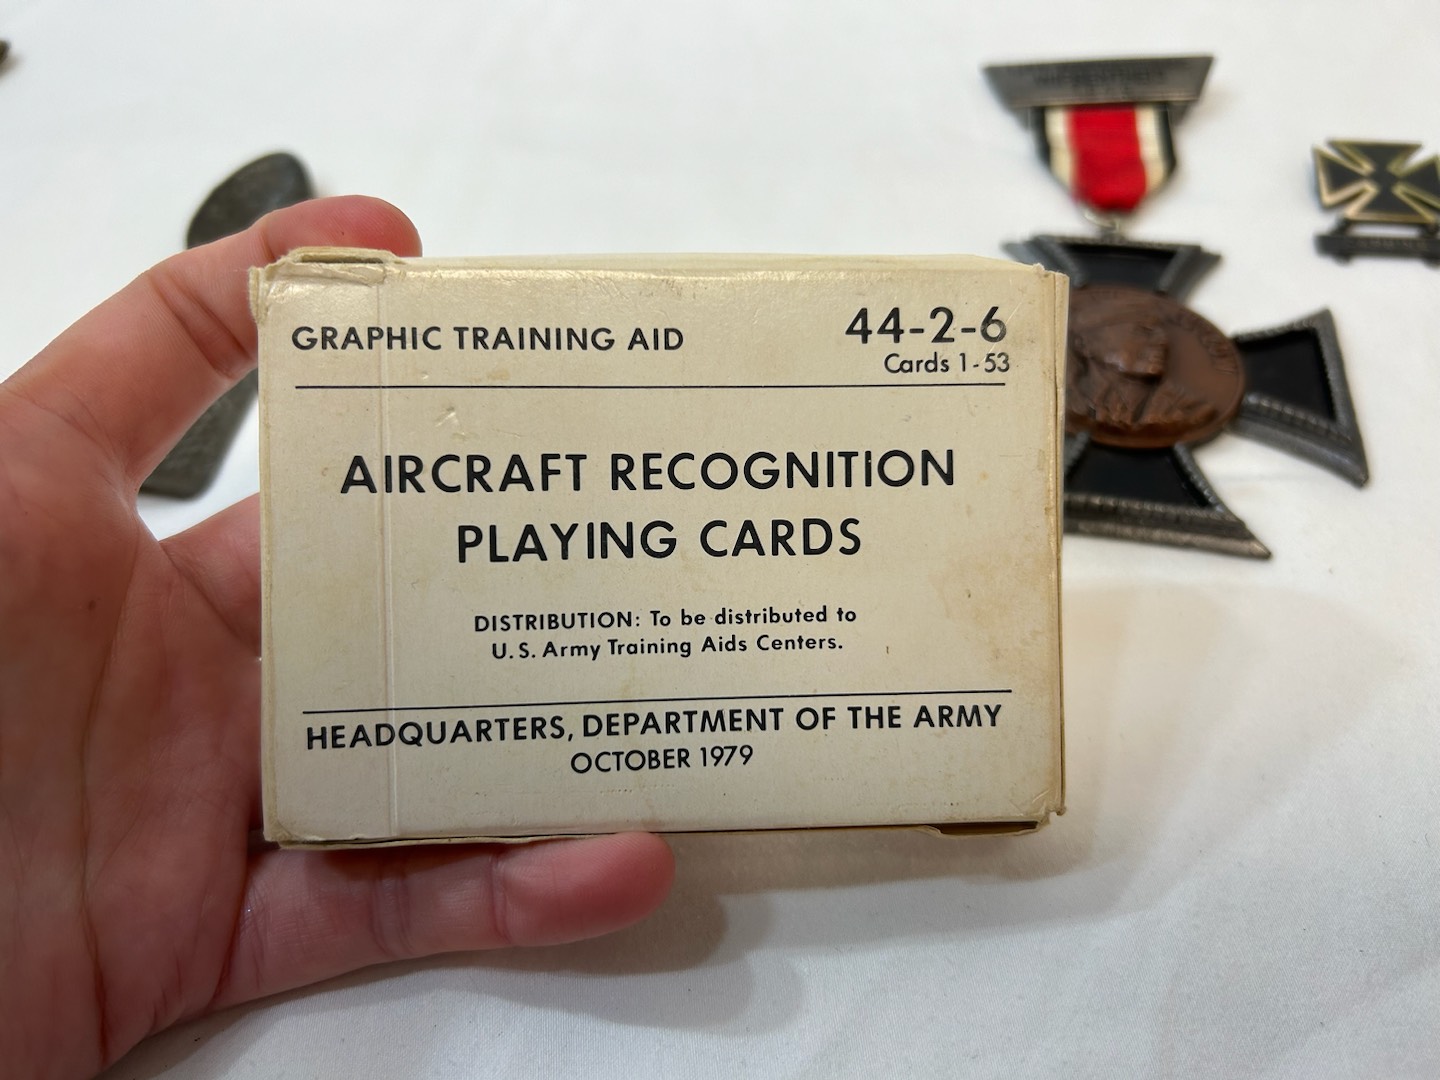 GRAPHIC TRAINING AID
44-2-6
Cards 1-53
AIRCRAFT RECOGNITION
PLAYING CARDS
DISTRIBUTION: To be distributed to
U.S. Army Training Aids Centers.
HEADQUARTERS, DEPARTMENT OF THE ARMY
OCTOBER 1979